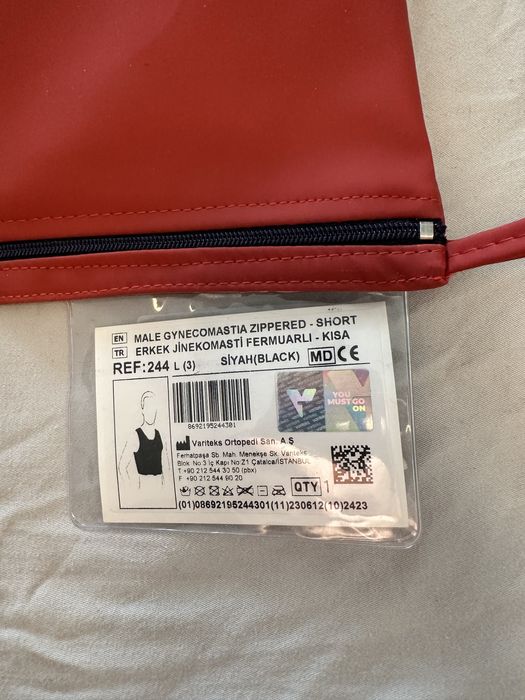 EN MALE GYNECOMASTIA ZIPPERED - SHORT
TR ERKEK JİNEKOMASTİ FERMUARLI - KISA
REF:244 L (3) SİYAH(BLACK) MD CE
8692195244301
YOU
MUST GO
ON
Variteks Ortopedi San. A.Ş
Ferhatpaşa Sb. Mah. Menekşe Sk. Variteks
Blok. No:3 İç Kapı No:Z1 Çatalca/İSTANBUL
T +90 212 544 30 50 (pbx)
F +90 212 544 90 20
QTY 1
(01)08692195244301(11)230612(10)2423